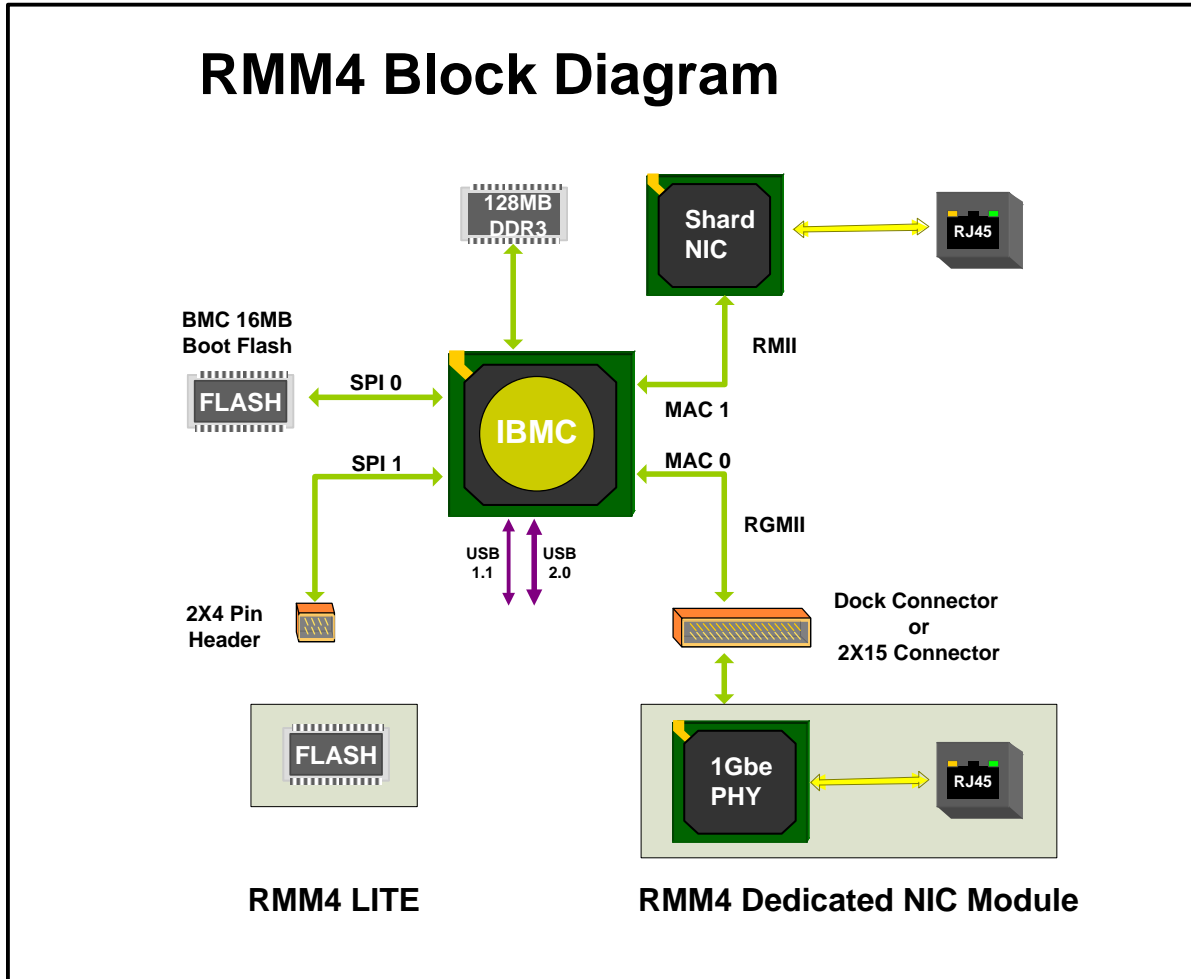 RMM4 Block Diagram
128MB
DDR3
Shard
NIC
RJ45
BMC 16MB
Boot Flash
FLASH
SPI 0
RMII
MAC 1
IBMC
SPI 1
MAC 0
RGMII
USB
1.1
USB
2.0
2X4 Pin
Header
Dock Connector
or
2X15 Connector
FLASH
1Gbe
PHY
RJ45
RMM4 LITE
RMM4 Dedicated NIC Module